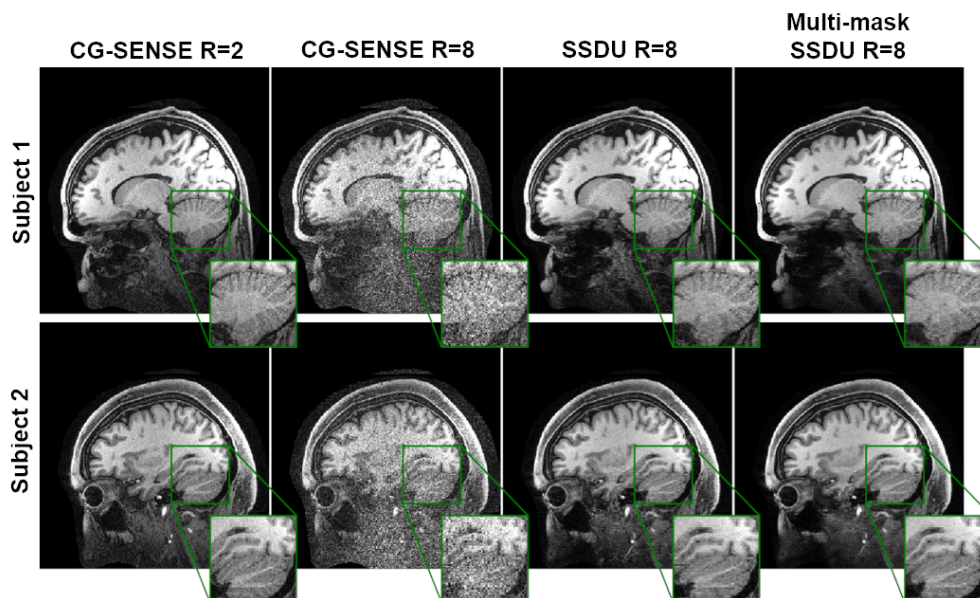 CG-SENSE R=2
CG-SENSE R=8
SSDU R=8
Multi-mask
SSDU R=8
Subject 1
Subject 2